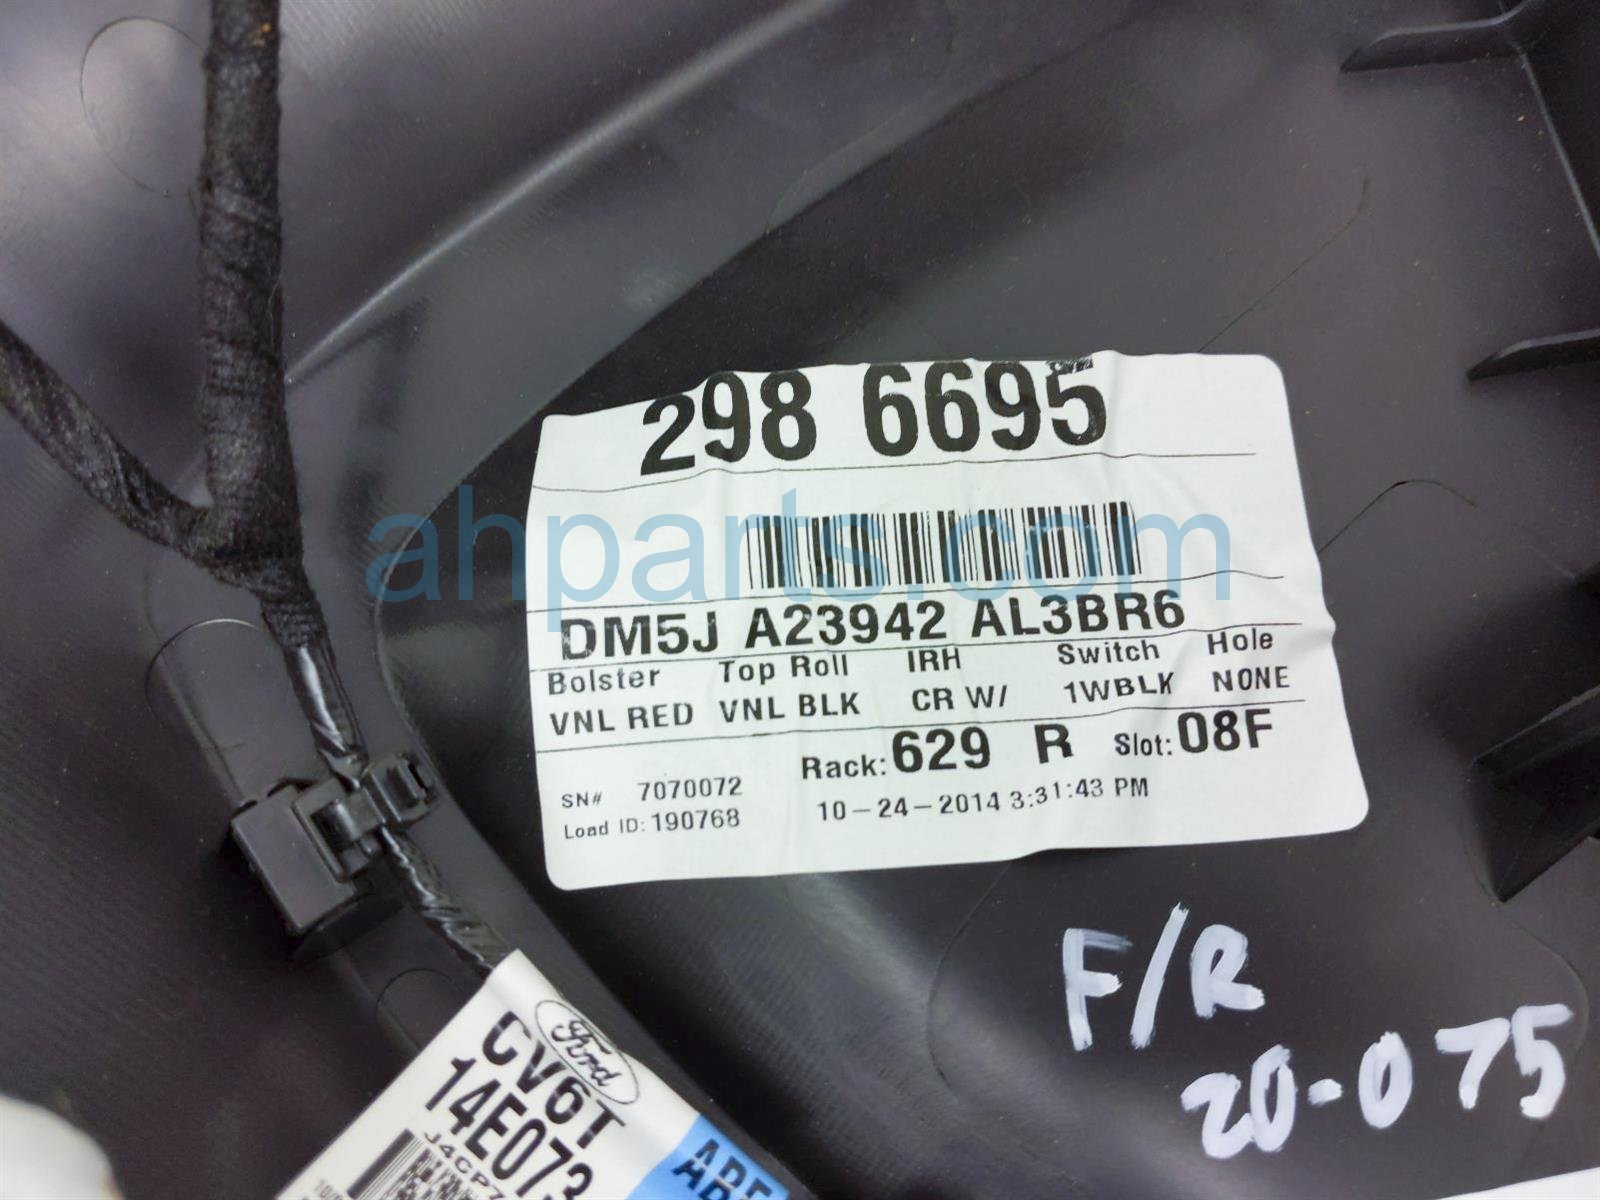 298 6695
ahparts.com
DM5J A23942 AL3BR6
Bolster Top Roll IRH Switch Hole
VNL RED VNL BLK CR W/ 1WBLK NONE
Rack: 629 R Slot: 08F
SN# 7070072
10-24-2014 3:31:43 PM
Load ID: 190768
F/R
20-075
Ford
CV6T
14E073
J4CP7